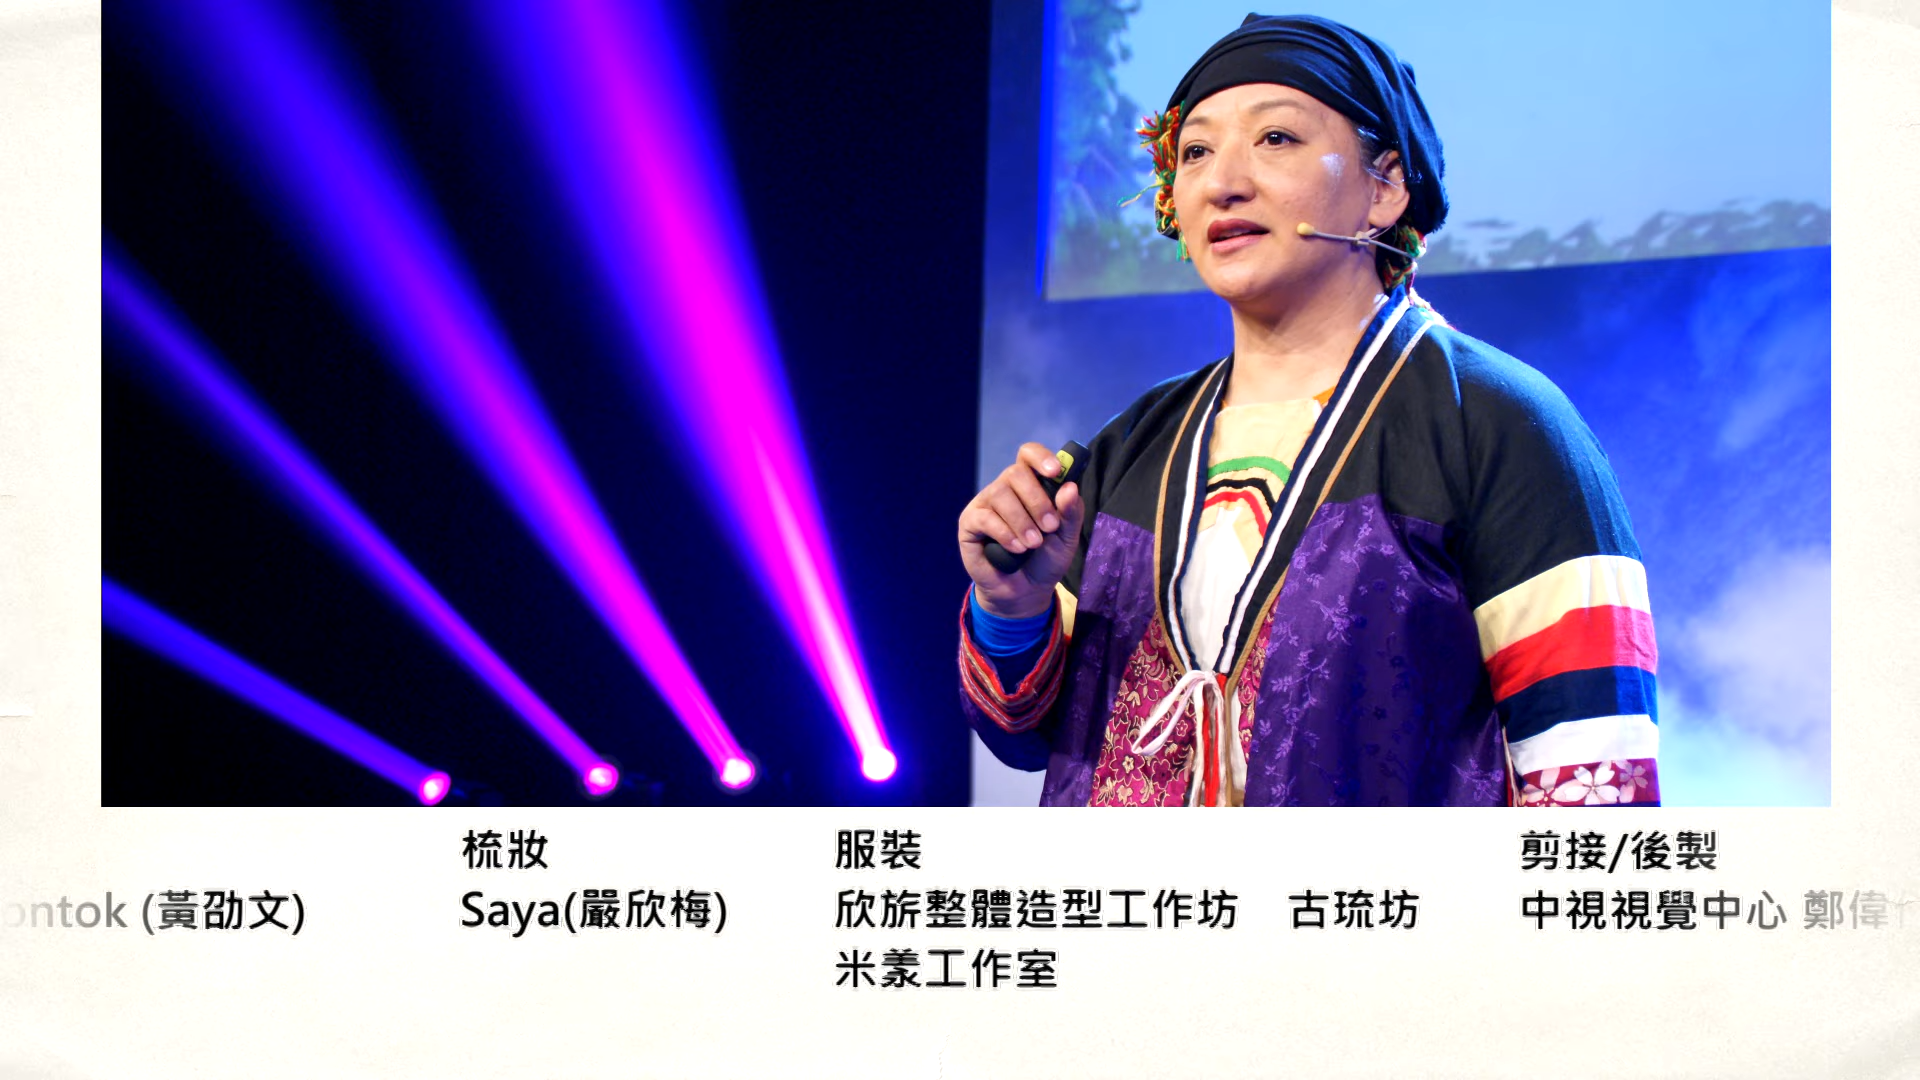 梳妝
服裝
剪接/後製
ontok (黃劭文)
Saya(嚴欣梅)
欣旂整體造型工作坊 古琉坊
中視視覺中心 鄭偉
米羕工作室